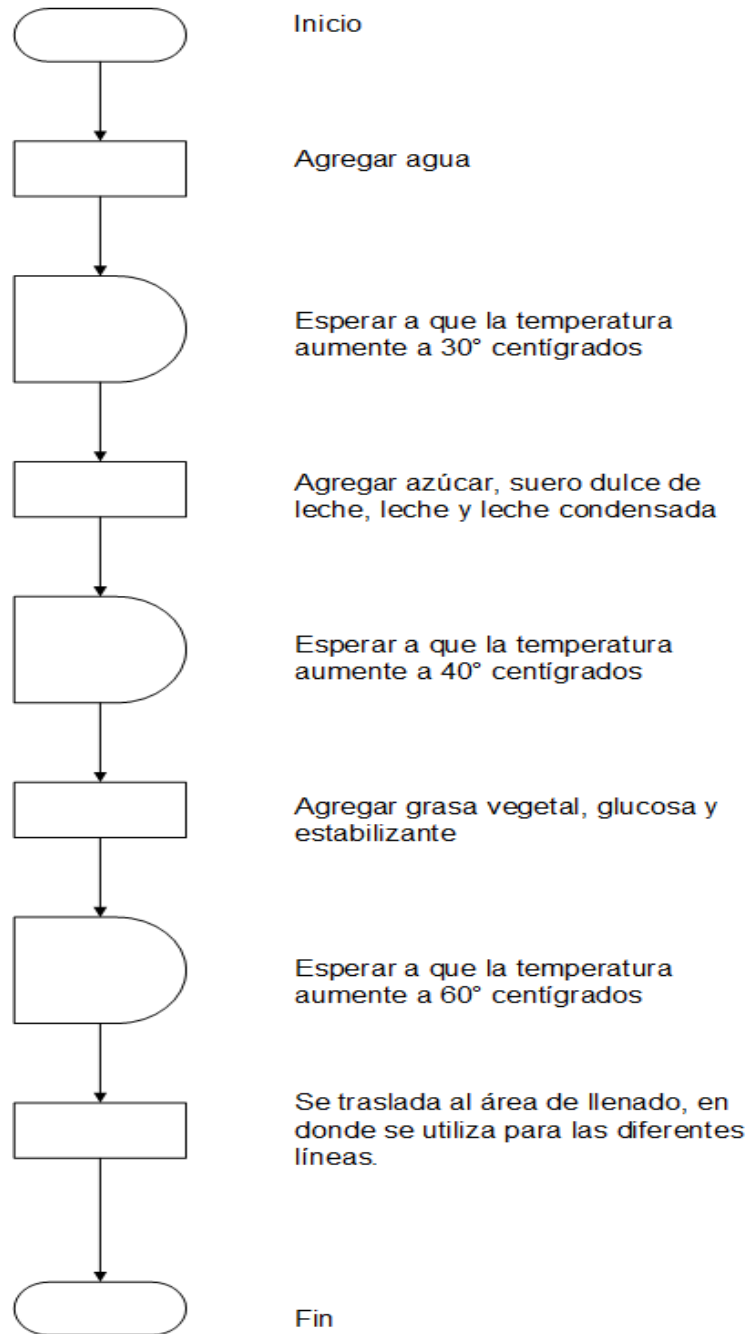 Inicio
Agregar agua
Esperar a que la temperatura
aumente a 30° centígrados
Agregar azúcar, suero dulce de
leche, leche y leche condensada
Esperar a que la temperatura
aumente a 40° centígrados
Agregar grasa vegetal, glucosa y
estabilizante
Esperar a que la temperatura
aumente a 60° centígrados
Se traslada al área de llenado, en
donde se utiliza para las diferentes
líneas.
Fin